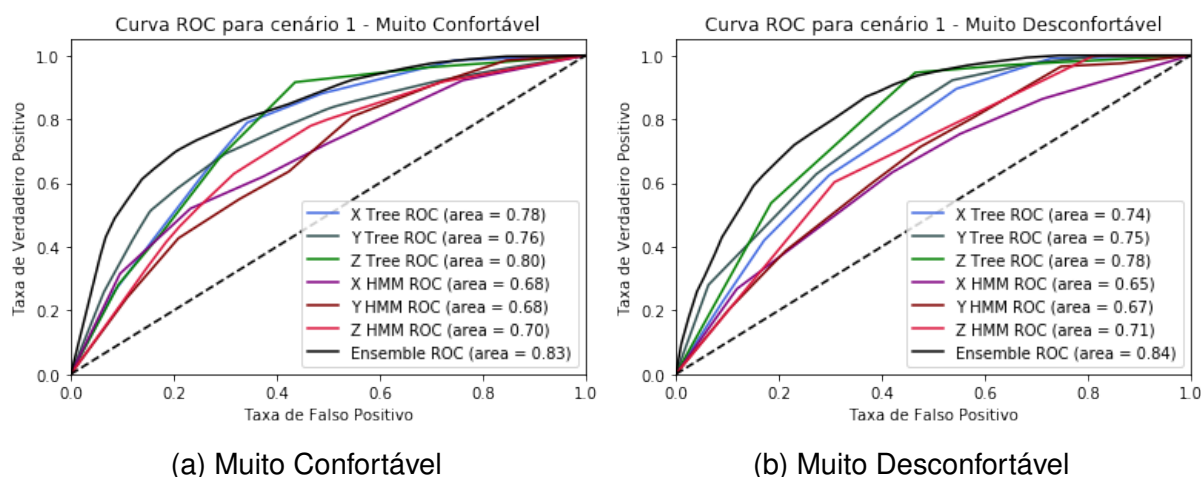 Curva ROC para cenário 1 - Muito Confortável
Taxa de Verdadeiro Positivo
1.0
0.8
0.6
0.4
0.2
0.0
X Tree ROC (area = 0.78)
Y Tree ROC (area = 0.76)
Z Tree ROC (area = 0.80)
X HMM ROC (area = 0.68)
Y HMM ROC (area = 0.68)
Z HMM ROC (area = 0.70)
Ensemble ROC (area = 0.83)
0.0 0.2 0.4 0.6 0.8 1.0
Taxa de Falso Positivo
(a) Muito Confortável
Curva ROC para cenário 1 - Muito Desconfortável
Taxa de Verdadeiro Positivo
1.0
0.8
0.6
0.4
0.2
0.0
X Tree ROC (area = 0.74)
Y Tree ROC (area = 0.75)
Z Tree ROC (area = 0.78)
X HMM ROC (area = 0.65)
Y HMM ROC (area = 0.67)
Z HMM ROC (area = 0.71)
Ensemble ROC (area = 0.84)
0.0 0.2 0.4 0.6 0.8 1.0
Taxa de Falso Positivo
(b) Muito Desconfortável